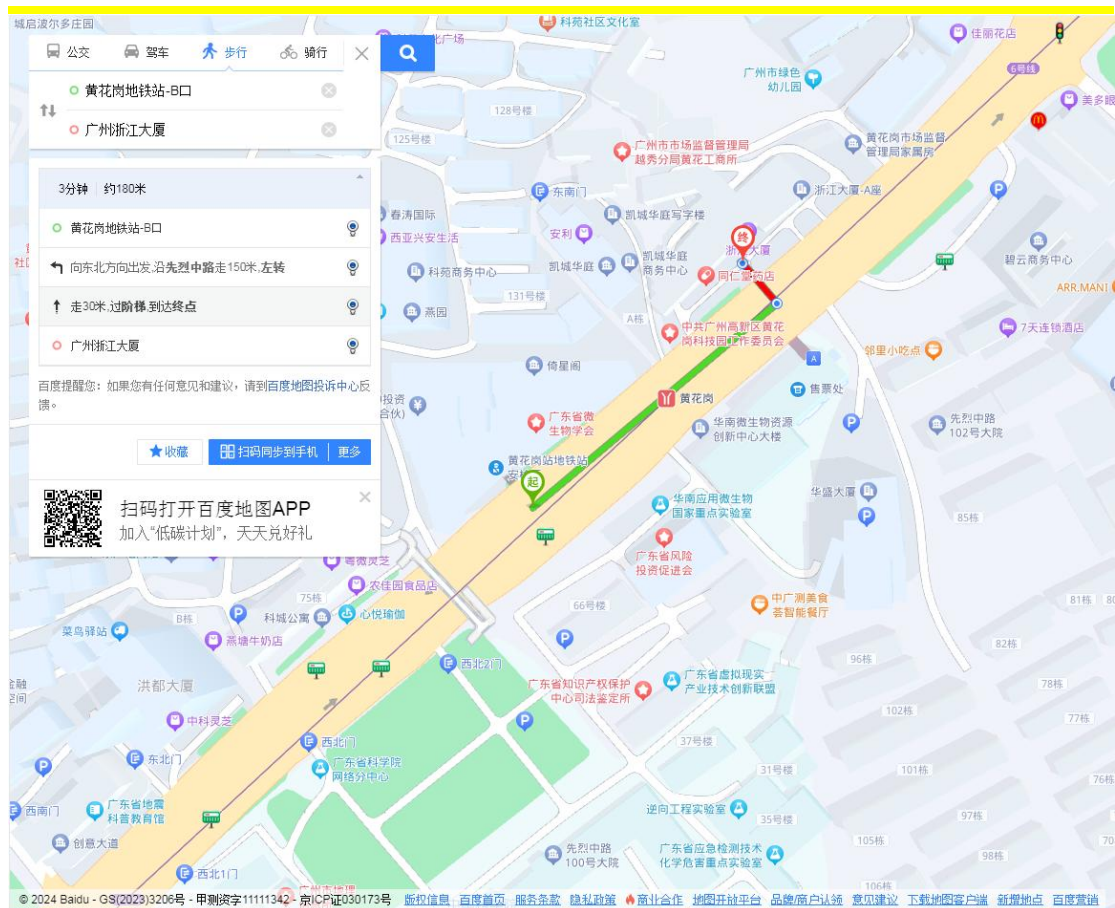 城启波尔多庄园
科苑社区文化室
佳丽花店
公交 驾车 步行 骑行
6号线
广州市绿色
幼儿园
黄花岗地铁站-B口
美多眼
128号楼
广州浙江大厦
125号楼
广州市市场监督管理局
越秀分局黄花工商所
黄花岗市场监督
管理局家属房
3分钟 约180米
东南门
浙江大厦-A座
春涛国际
凯城华庭写字楼
黄花岗地铁站-B口
西亚兴安生活
安利
终
碧云商务中心
向东北方向出发,沿先烈中路走150米,左转
科苑商务中心
凯城华庭
凯城华庭
商务中心
同仁堂药店
ARR.MANI
131号楼
走30米,过阶梯,到达终点
燕园
A栋
中共广州高新区黄花
岗科技园工作委员会
7天连锁酒店
广州浙江大厦
邻里小吃点
A
倚星阁
百度提醒您：如果您有任何意见和建议，请到百度地图投诉中心反
馈。
售票处
黄花岗
广东省微
生物学会
华南微生物资源
创新中心大楼
先烈中路
102号大院
收藏 扫码同步到手机 更多
黄花岗站地铁站
起
华盛大厦
扫码打开百度地图APP
加入“低碳计划”，天天兑好礼
华南应用微生物
国家重点实验室
85栋
广东省风险
投资促进会
粤微灵芝
农佳园食品店
75栋
66号楼
中广测美食
荟智能餐厅
81栋
B栋
科城公寓
心悦瑜伽
菜鸟驿站
燕塘牛奶店
82栋
96栋
西北2门
洪都大厦
广东省知识产权保护
中心司法鉴定所
广东省虚拟现实
产业技术创新联盟
78栋
102栋
中科灵芝
77栋
西北门
37号楼
东北门
广东省科学院
网络分中心
31号楼
101栋
76栋
西南门
广东省地震
科普教育馆
逆向工程实验室
35号楼
97栋
创意大道
105栋
先烈中路
100号大院
广东省应急检测技术
化学危害重点实验室
98栋
西北1门
106栋
© 2024 Baidu - GS(2023)3206号 - 甲测资字11111342 - 京ICP证030173号 版权信息 百度首页 服务条款 隐私政策 商业合作 地图开放平台 品牌/商户认领 意见建议 下载地图客户端 新增地点 百度营销